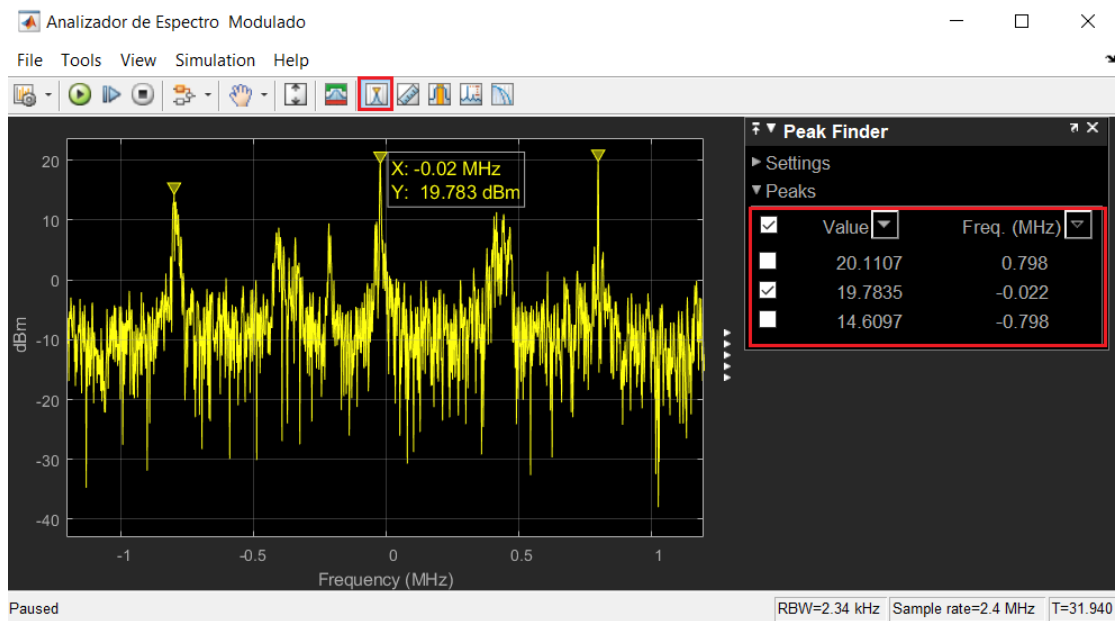 Analizador de Espectro Modulado
File Tools View Simulation Help
20
10
0
-10
-20
-30
-40
dBm
X: -0.02 MHz
Y: 19.783 dBm
-1 -0.5 0 0.5 1
Frequency (MHz)
Peak Finder
Settings
Peaks
Value Freq. (MHz)
20.1107 0.798
19.7835 -0.022
14.6097 -0.798
Paused RBW=2.34 kHz Sample rate=2.4 MHz T=31.940